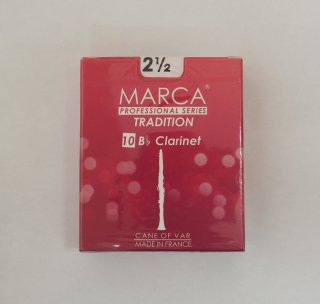 2½
MARCA®
PROFESSIONAL SERIES
TRADITION
10 B♭ Clarinet
CANE OF VAR
MADE IN FRANCE